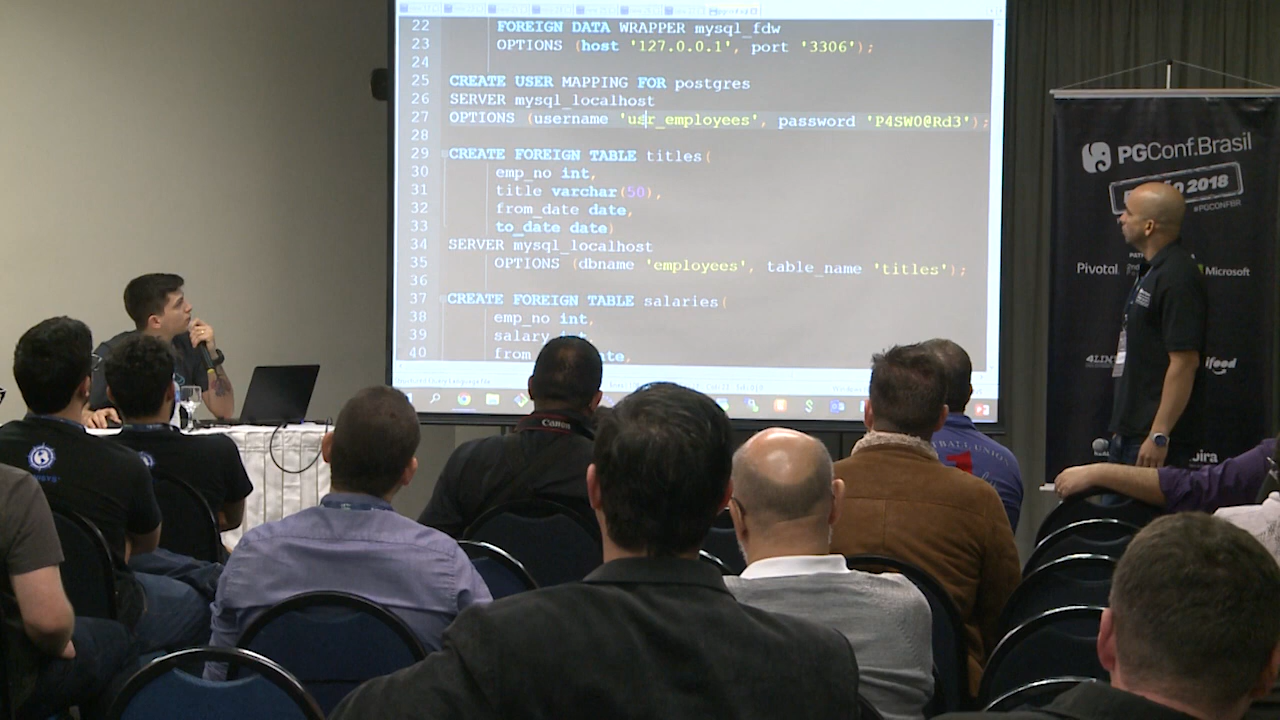 22 FOREIGN DATA WRAPPER mysql_fdw
23 OPTIONS (host '127.0.0.1', port '3306');
24
25 CREATE USER MAPPING FOR postgres
26 SERVER mysql_localhost
27 OPTIONS (username 'usr_employees', password 'P4SW0@Rd3');
28
29 CREATE FOREIGN TABLE titles(
30 emp_no int,
31 title varchar(50),
32 from_date date,
33 to_date date)
34 SERVER mysql_localhost
35 OPTIONS (dbname 'employees', table_name 'titles');
36
37 CREATE FOREIGN TABLE salaries(
38 emp_no int,
39 salary int,
40 from date,
PGConf.Brasil
2018
#PGCONFBR
Pivotal
Microsoft
4LINUX
ifood
Canon